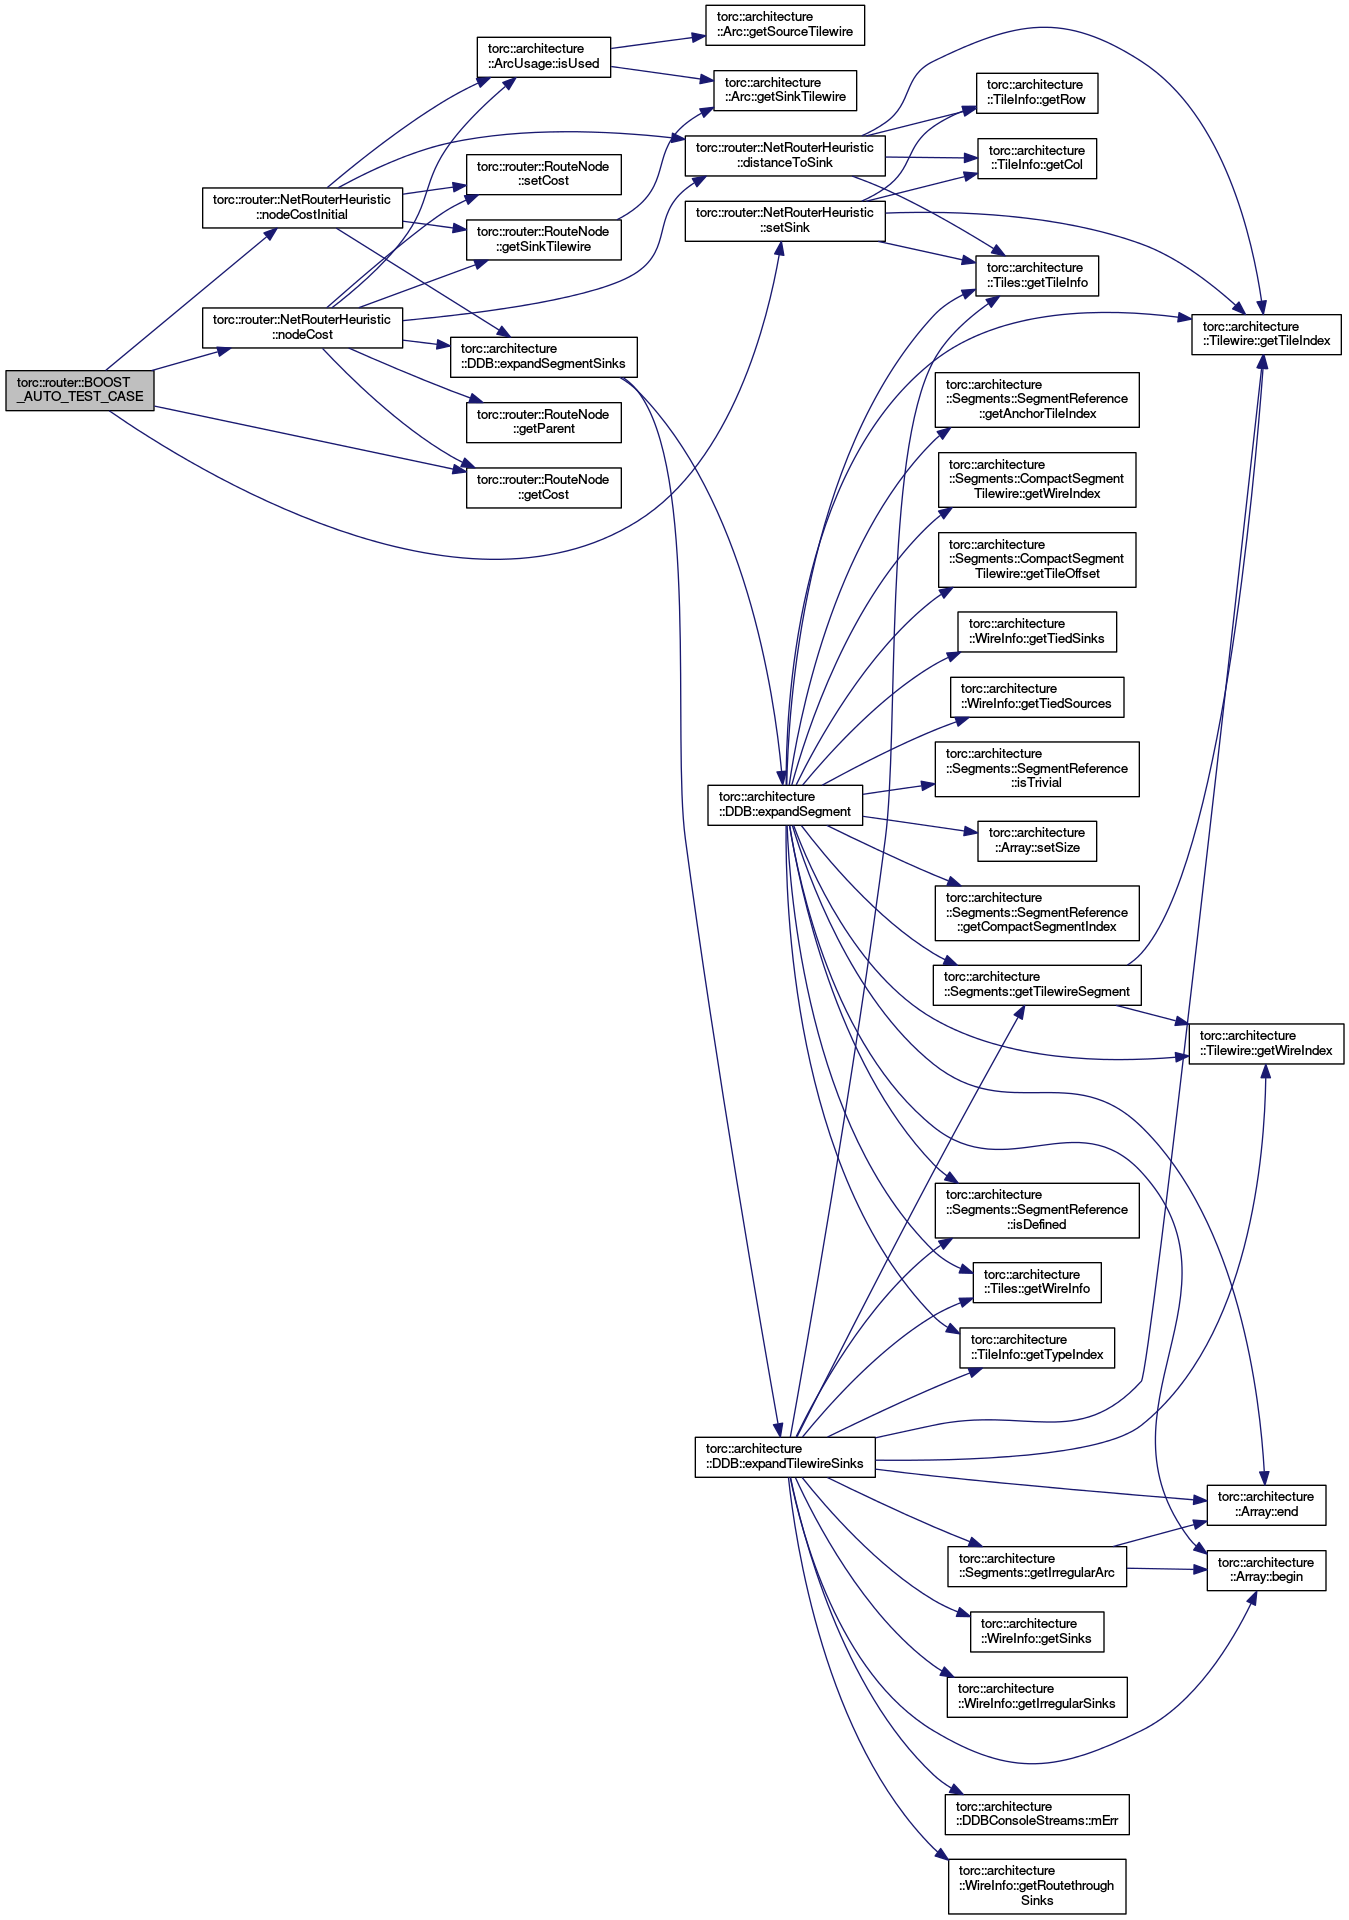 torc::router::BOOST
_AUTO_TEST_CASE
torc::router::NetRouterHeuristic
::nodeCostInitial
torc::router::NetRouterHeuristic
::nodeCost
torc::architecture
::ArcUsage::isUsed
torc::router::RouteNode
::setCost
torc::router::RouteNode
::getSinkTilewire
torc::architecture
::DDB::expandSegmentSinks
torc::router::RouteNode
::getParent
torc::router::RouteNode
::getCost
torc::architecture
::Arc::getSourceTilewire
torc::architecture
::Arc::getSinkTilewire
torc::router::NetRouterHeuristic
::distanceToSink
torc::router::NetRouterHeuristic
::setSink
torc::architecture
::DDB::expandSegment
torc::architecture
::DDB::expandTilewireSinks
torc::architecture
::TileInfo::getRow
torc::architecture
::TileInfo::getCol
torc::architecture
::Tiles::getTileInfo
torc::architecture
::Segments::SegmentReference
::getAnchorTileIndex
torc::architecture
::Segments::CompactSegment
Tilewire::getWireIndex
torc::architecture
::Segments::CompactSegment
Tilewire::getTileOffset
torc::architecture
::WireInfo::getTiedSinks
torc::architecture
::WireInfo::getTiedSources
torc::architecture
::Segments::SegmentReference
::isTrivial
torc::architecture
::Array::setSize
torc::architecture
::Segments::SegmentReference
::getCompactSegmentIndex
torc::architecture
::Segments::getTilewireSegment
torc::architecture
::Segments::SegmentReference
::isDefined
torc::architecture
::Tiles::getWireInfo
torc::architecture
::TileInfo::getTypeIndex
torc::architecture
::Segments::getIrregularArc
torc::architecture
::WireInfo::getSinks
torc::architecture
::WireInfo::getIrregularSinks
torc::architecture
::DDBConsoleStreams::mErr
torc::architecture
::WireInfo::getRoutethrough
Sinks
torc::architecture
::Tilewire::getTileIndex
torc::architecture
::Tilewire::getWireIndex
torc::architecture
::Array::end
torc::architecture
::Array::begin